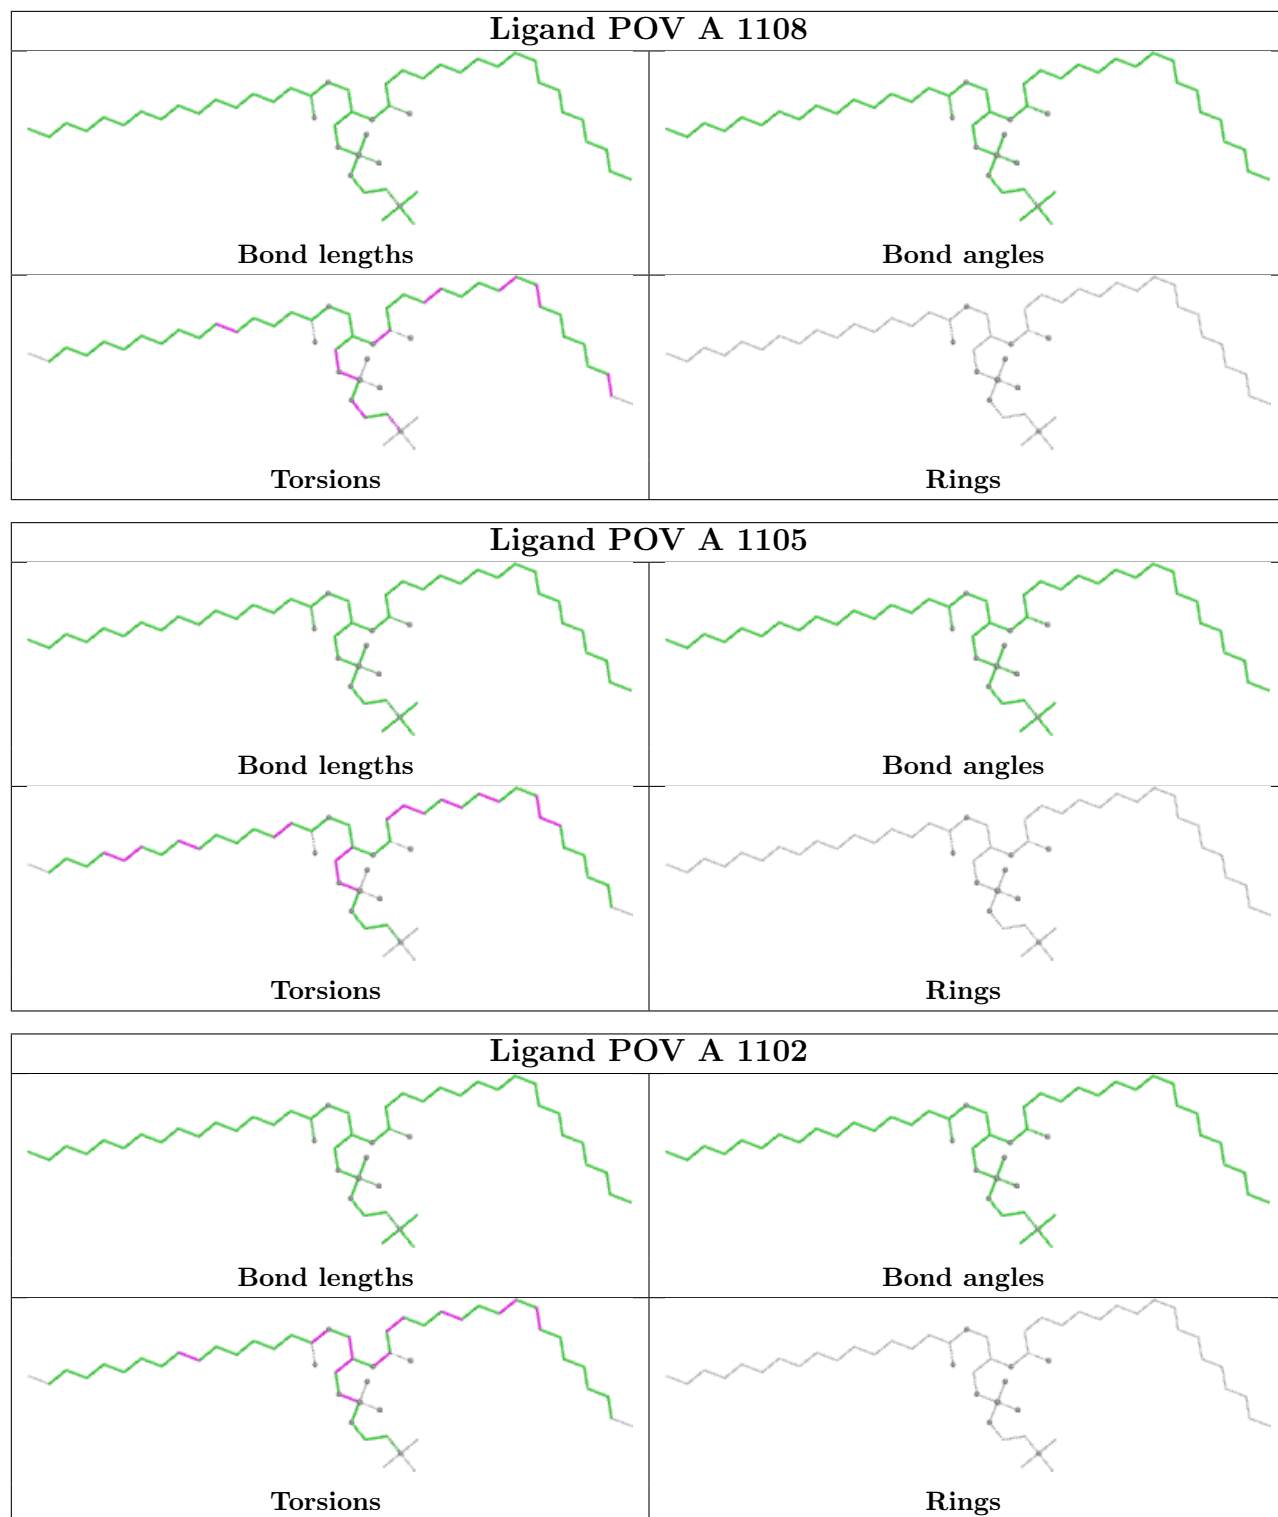 Ligand POV A 1108
Bond lengths
Bond angles
Torsions
Rings
Ligand POV A 1105
Bond lengths
Bond angles
Torsions
Rings
Ligand POV A 1102
Bond lengths
Bond angles
Torsions
Rings